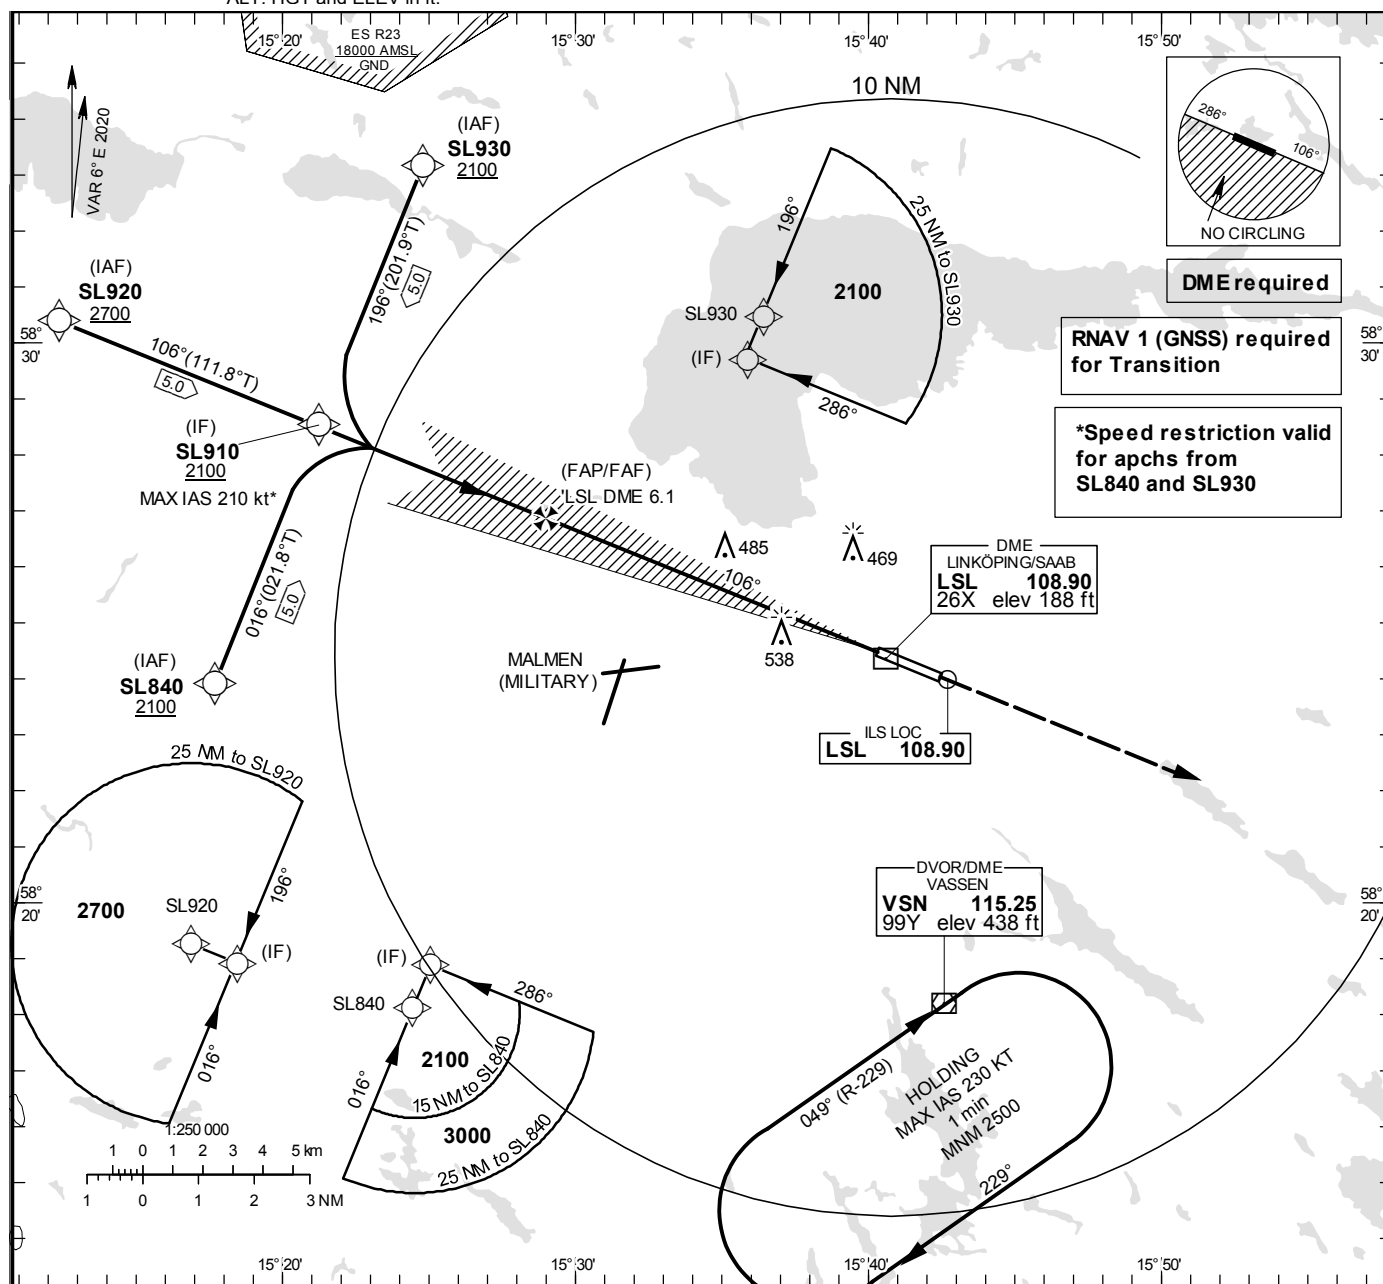 ALT. HGT and ELEV in ft.
15°20'
15°30'
15°40'
15°50'
ES R23
18000 AMSL
GND
VAR 6° E 2020
10 NM
286°
106°
NO CIRCLING
DME required
RNAV 1 (GNSS) required
for Transition
*Speed restriction valid
for apchs from
SL840 and SL930
(IAF)
SL930
2100
196°(201.9°T)
5.0
(IAF)
SL920
2700
106°(111.8°T)
5.0
58°
30'
58°
30'
196°
25 NM to SL930
2100
SL930
(IF)
286°
(IF)
SL910
2100
MAX IAS 210 kt*
(FAP/FAF)
LSL DME 6.1
016°(021.8°T)
5.0
485
469
106°
538
DME
LINKÖPING/SAAB
LSL 108.90
26X elev 188 ft
(IAF)
SL840
2100
MALMEN
(MILITARY)
ILS LOC
LSL 108.90
25 NM to SL920
2700
196°
SL920
(IF)
016°
58°
20'
58°
20'
DVOR/DME
VASSEN
VSN 115.25
99Y elev 438 ft
(IF)
SL840
286°
2100
15 NM to SL840
016°
3000
25 NM to SL840
049° (R-229)
HOLDING
MAX IAS 230 KT
1 min
MNM 2500
229°
1:250 000
1 0 1 2 3 4 5 km
1 0 1 2 3 NM
15°20'
15°30'
15°40'
15°50'